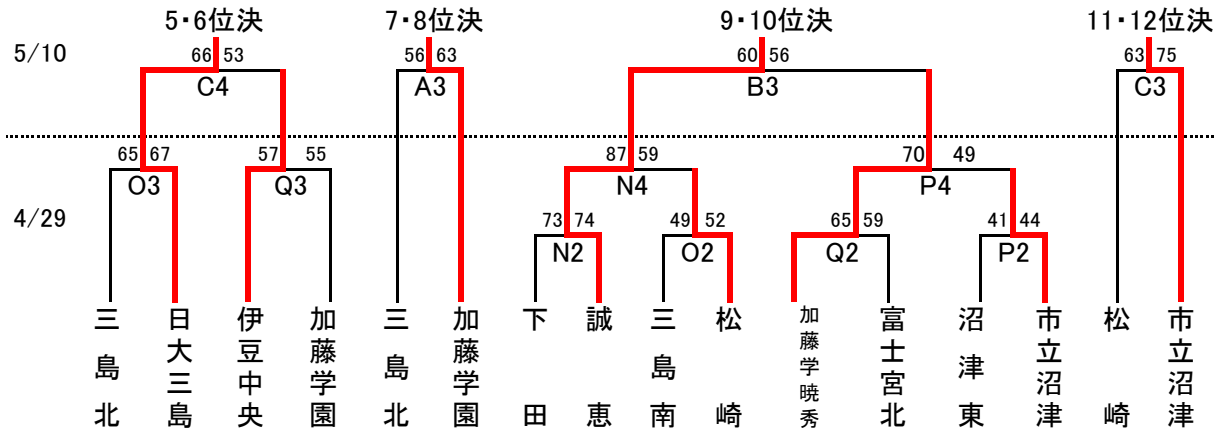 5・6位決 7・8位決 9・10位決 11・12位決
5/10 66 53 56 63 60 56 63 75
C4 A3 B3 C3
65 67 57 55 87 59 70 49
O3 Q3 N4 P4
4/29 73 74 49 52 65 59 41 44
N2 O2 Q2 P2
三島北
日大三島
伊豆中央
加藤学園
三島北
加藤学園
下田
誠恵
三島南
松崎
加藤学暁秀
富士宮北
沼津東
市立沼津
松崎
市立沼津